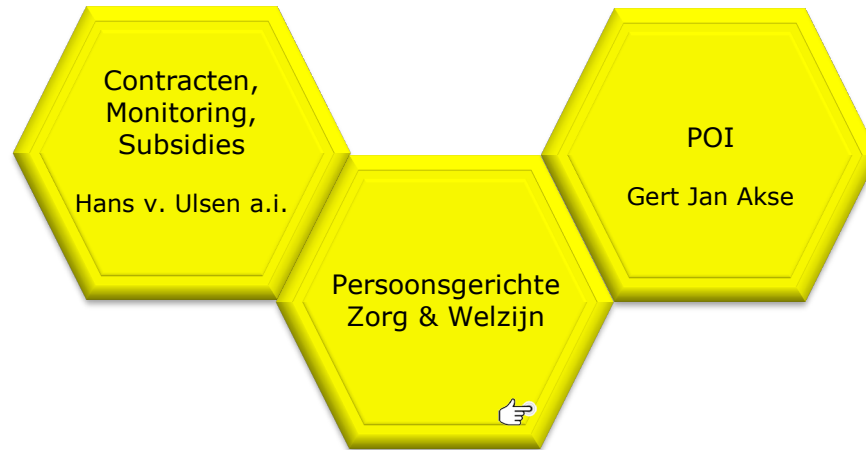 Contracten,
Monitoring,
Subsidies
Hans v. Ulsen a.i.
Persoonsgerichte
Zorg & Welzijn
POI
Gert Jan Akse